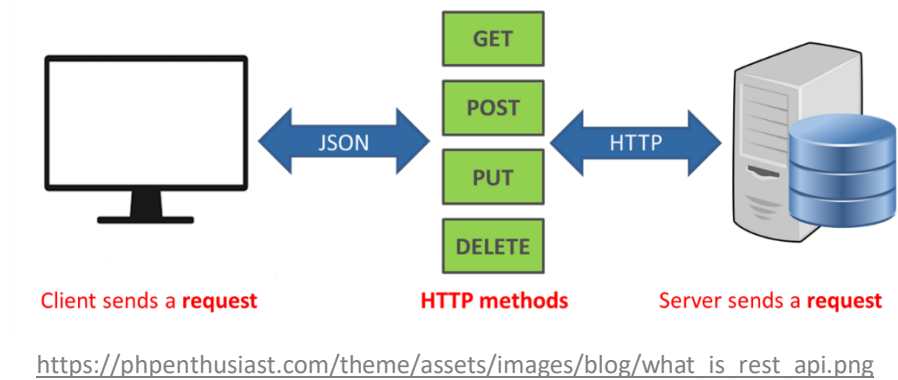 GET
POST
JSON
HTTP
PUT
DELETE
Client sends a request
HTTP methods
Server sends a request
https://phpenthusiast.com/theme/assets/images/blog/what_is_rest_api.png